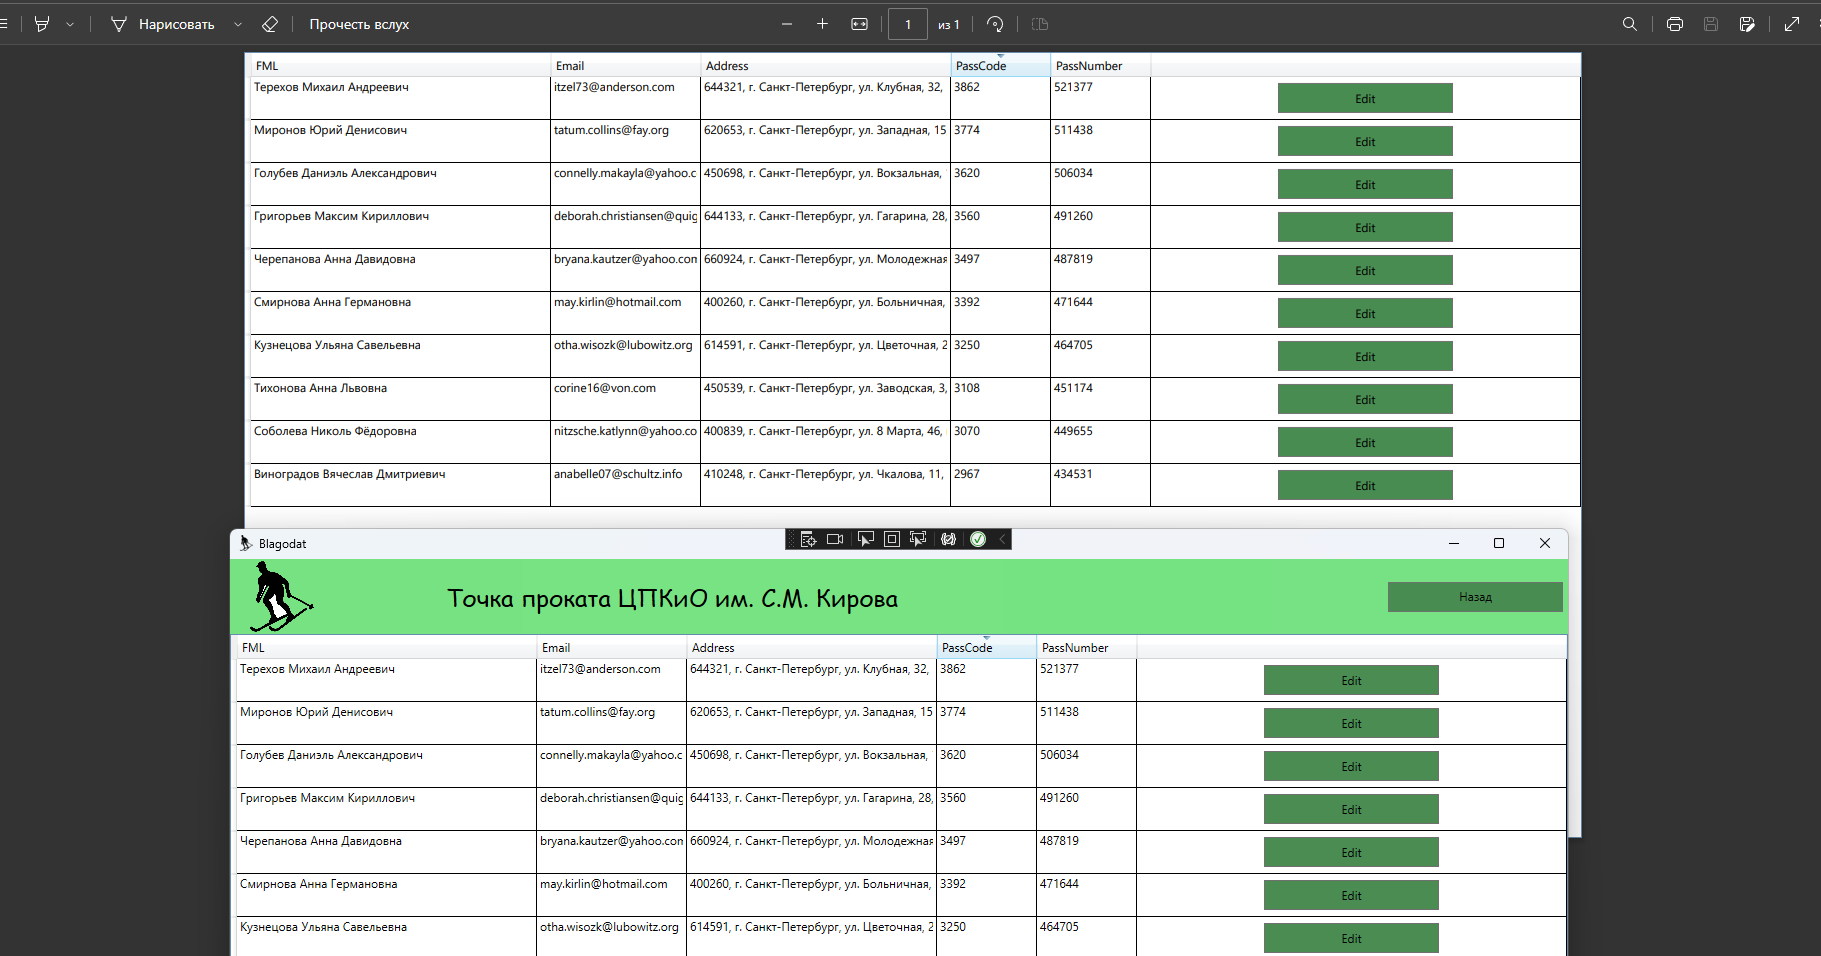 Нарисовать Прочесть вслух 1 из 1
FML Email Address PassCode PassNumber
Терехов Михаил Андреевич itzel73@anderson.com 644321, г. Санкт-Петербург, ул. Клубная, 32, 3862 521377 Edit
Миронов Юрий Денисович tatum.collins@fay.org 620653, г. Санкт-Петербург, ул. Западная, 15 3774 511438 Edit
Голубев Даниэль Александрович connelly.makayla@yahoo.c 450698, г. Санкт-Петербург, ул. Вокзальная, 3620 506034 Edit
Григорьев Максим Кириллович deborah.christiansen@quig 644133, г. Санкт-Петербург, ул. Гагарина, 28, 3560 491260 Edit
Черепанова Анна Давидовна bryana.kautzer@yahoo.com 660924, г. Санкт-Петербург, ул. Молодежная 3497 487819 Edit
Смирнова Анна Германовна may.kirlin@hotmail.com 400260, г. Санкт-Петербург, ул. Больничная, 3392 471644 Edit
Кузнецова Ульяна Савельевна otha.wisozk@lubowitz.org 614591, г. Санкт-Петербург, ул. Цветочная, 2 3250 464705 Edit
Тихонова Анна Львовна corine16@von.com 450539, г. Санкт-Петербург, ул. Заводская, 3, 3108 451174 Edit
Соболева Николь Фёдоровна nitzsche.katlynn@yahoo.co 400839, г. Санкт-Петербург, ул. 8 Марта, 46, 3070 449655 Edit
Виноградов Вячеслав Дмитриевич anabelle07@schultz.info 410248, г. Санкт-Петербург, ул. Чкалова, 11, 2967 434531 Edit
Blagodat
Точка проката ЦПКиО им. С.М. Кирова Назад
FML Email Address PassCode PassNumber
Терехов Михаил Андреевич itzel73@anderson.com 644321, г. Санкт-Петербург, ул. Клубная, 32, 3862 521377 Edit
Миронов Юрий Денисович tatum.collins@fay.org 620653, г. Санкт-Петербург, ул. Западная, 15 3774 511438 Edit
Голубев Даниэль Александрович connelly.makayla@yahoo.c 450698, г. Санкт-Петербург, ул. Вокзальная, 3620 506034 Edit
Григорьев Максим Кириллович deborah.christiansen@quig 644133, г. Санкт-Петербург, ул. Гагарина, 28, 3560 491260 Edit
Черепанова Анна Давидовна bryana.kautzer@yahoo.com 660924, г. Санкт-Петербург, ул. Молодежная 3497 487819 Edit
Смирнова Анна Германовна may.kirlin@hotmail.com 400260, г. Санкт-Петербург, ул. Больничная, 3392 471644 Edit
Кузнецова Ульяна Савельевна otha.wisozk@lubowitz.org 614591, г. Санкт-Петербург, ул. Цветочная, 2 3250 464705 Edit